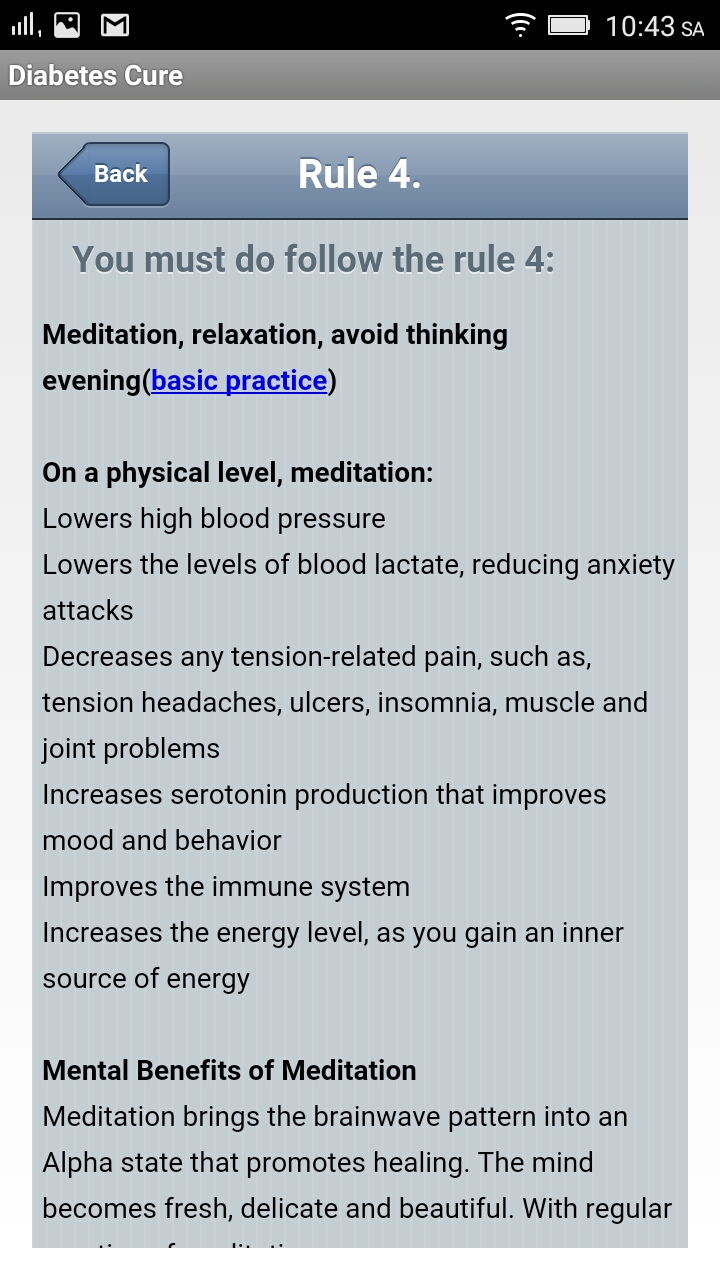 10:43 SA
Diabetes Cure
Back
Rule 4.
You must do follow the rule 4:
Meditation, relaxation, avoid thinking
evening(basic practice)
On a physical level, meditation:
Lowers high blood pressure
Lowers the levels of blood lactate, reducing anxiety
attacks
Decreases any tension-related pain, such as,
tension headaches, ulcers, insomnia, muscle and
joint problems
Increases serotonin production that improves
mood and behavior
Improves the immune system
Increases the energy level, as you gain an inner
source of energy
Mental Benefits of Meditation
Meditation brings the brainwave pattern into an
Alpha state that promotes healing. The mind
becomes fresh, delicate and beautiful. With regular